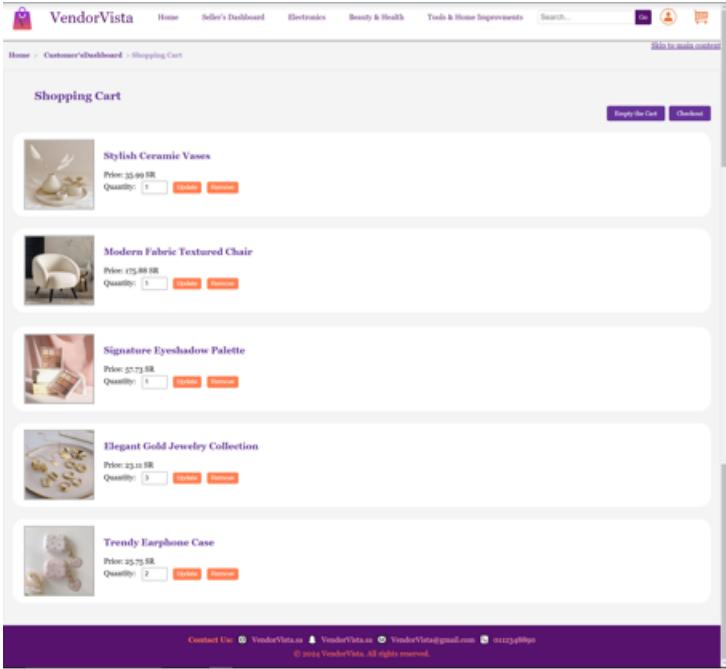 VendorVista
Home Seller's Dashboard Electronics Beauty & Health Tools & Home Improvments Search... Go
Skip to main content
Home > Customer'sDashboard > Shopping Cart
Shopping Cart
Empty the Cart Checkout
Stylish Ceramic Vases
Price: 35.99 SR
Quantity: 1 Update Remove
Modern Fabric Textured Chair
Price: 175.88 SR
Quantity: 1 Update Remove
Signature Eyeshadow Palette
Price: 57.73 SR
Quantity: 1 Update Remove
Elegant Gold Jewelry Collection
Price: 23.11 SR
Quantity: 3 Update Remove
Trendy Earphone Case
Price: 25.75 SR
Quantity: 2 Update Remove
Contact Us: VendorVista.sa VendorVista.sa VendorVista@gmail.com 0112348890
© 2024 VendorVista. All rights reserved.